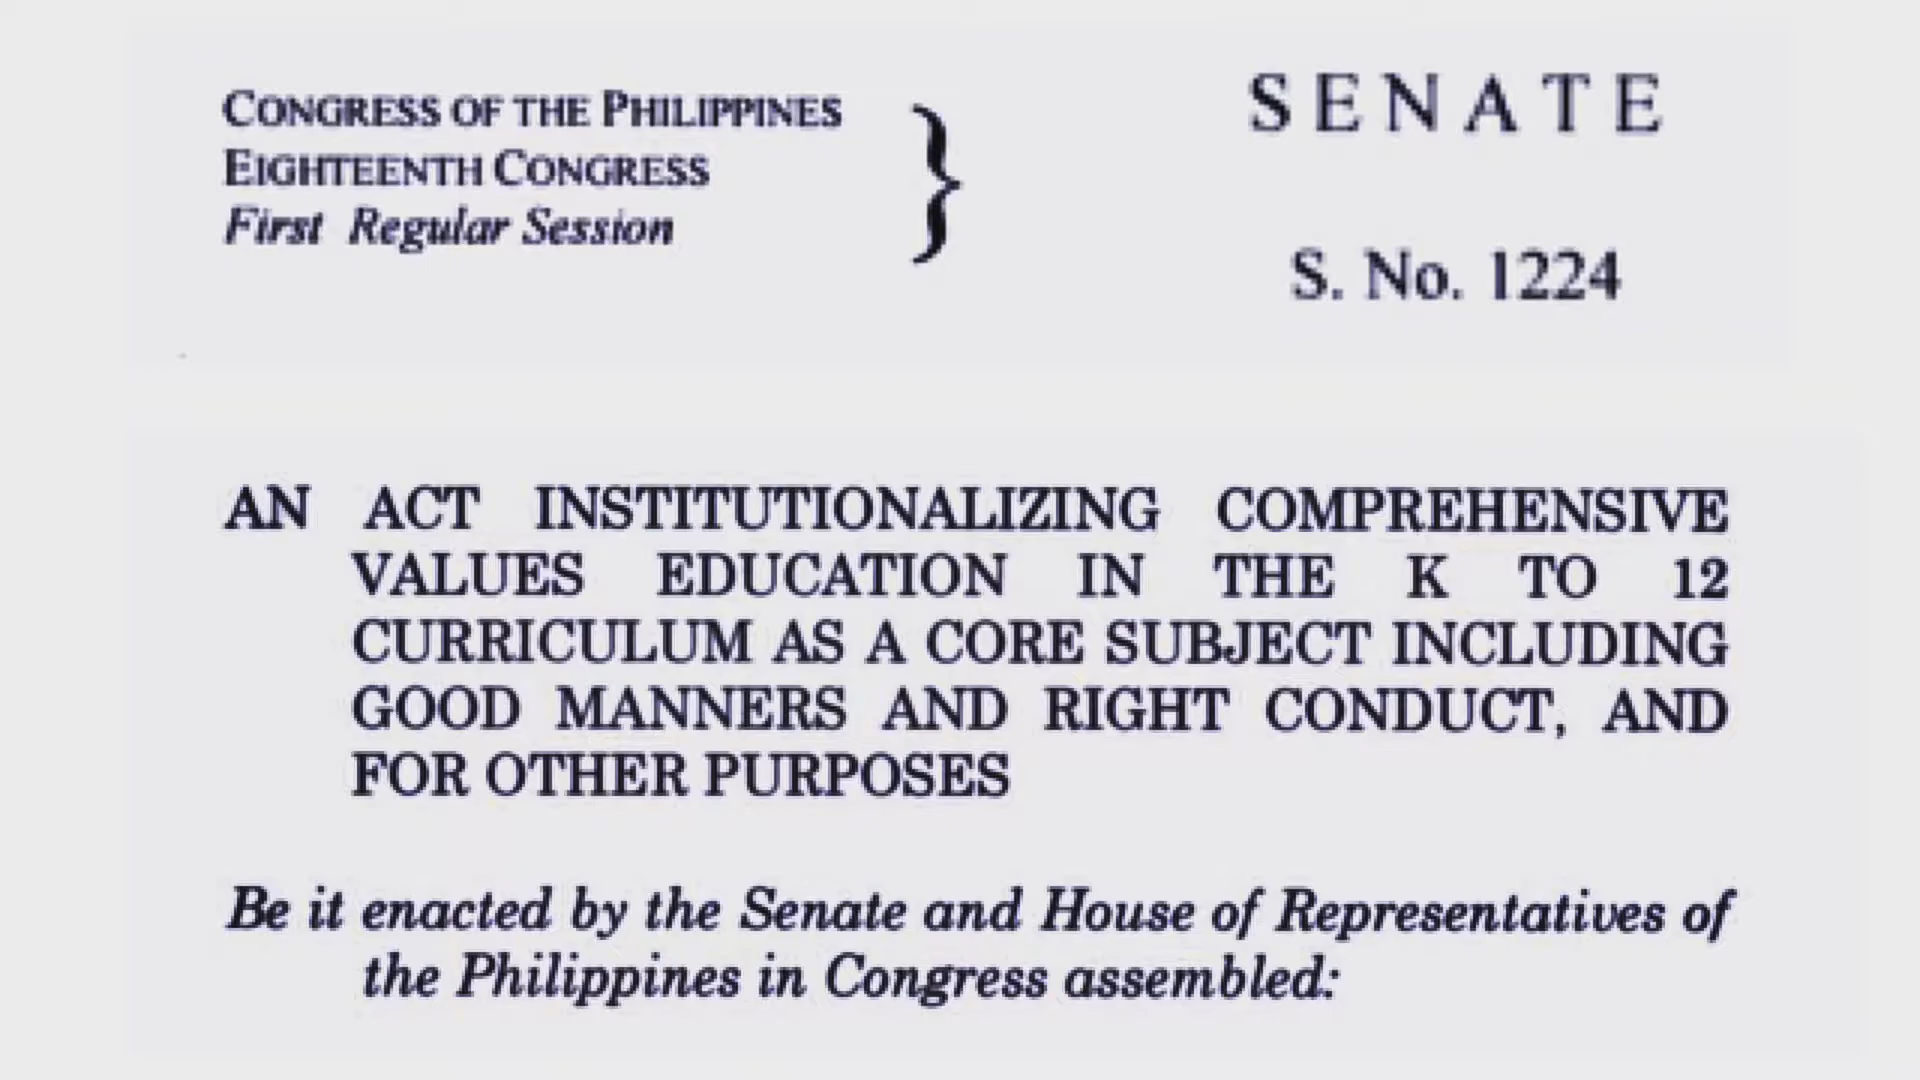 CONGRESS OF THE PHILIPPINES
EIGHTEENTH CONGRESS
First Regular Session
}
SENATE
S. No. 1224
AN ACT INSTITUTIONALIZING COMPREHENSIVE
VALUES EDUCATION IN THE K TO 12
CURRICULUM AS A CORE SUBJECT INCLUDING
GOOD MANNERS AND RIGHT CONDUCT, AND
FOR OTHER PURPOSES
Be it enacted by the Senate and House of Representatives of
the Philippines in Congress assembled: